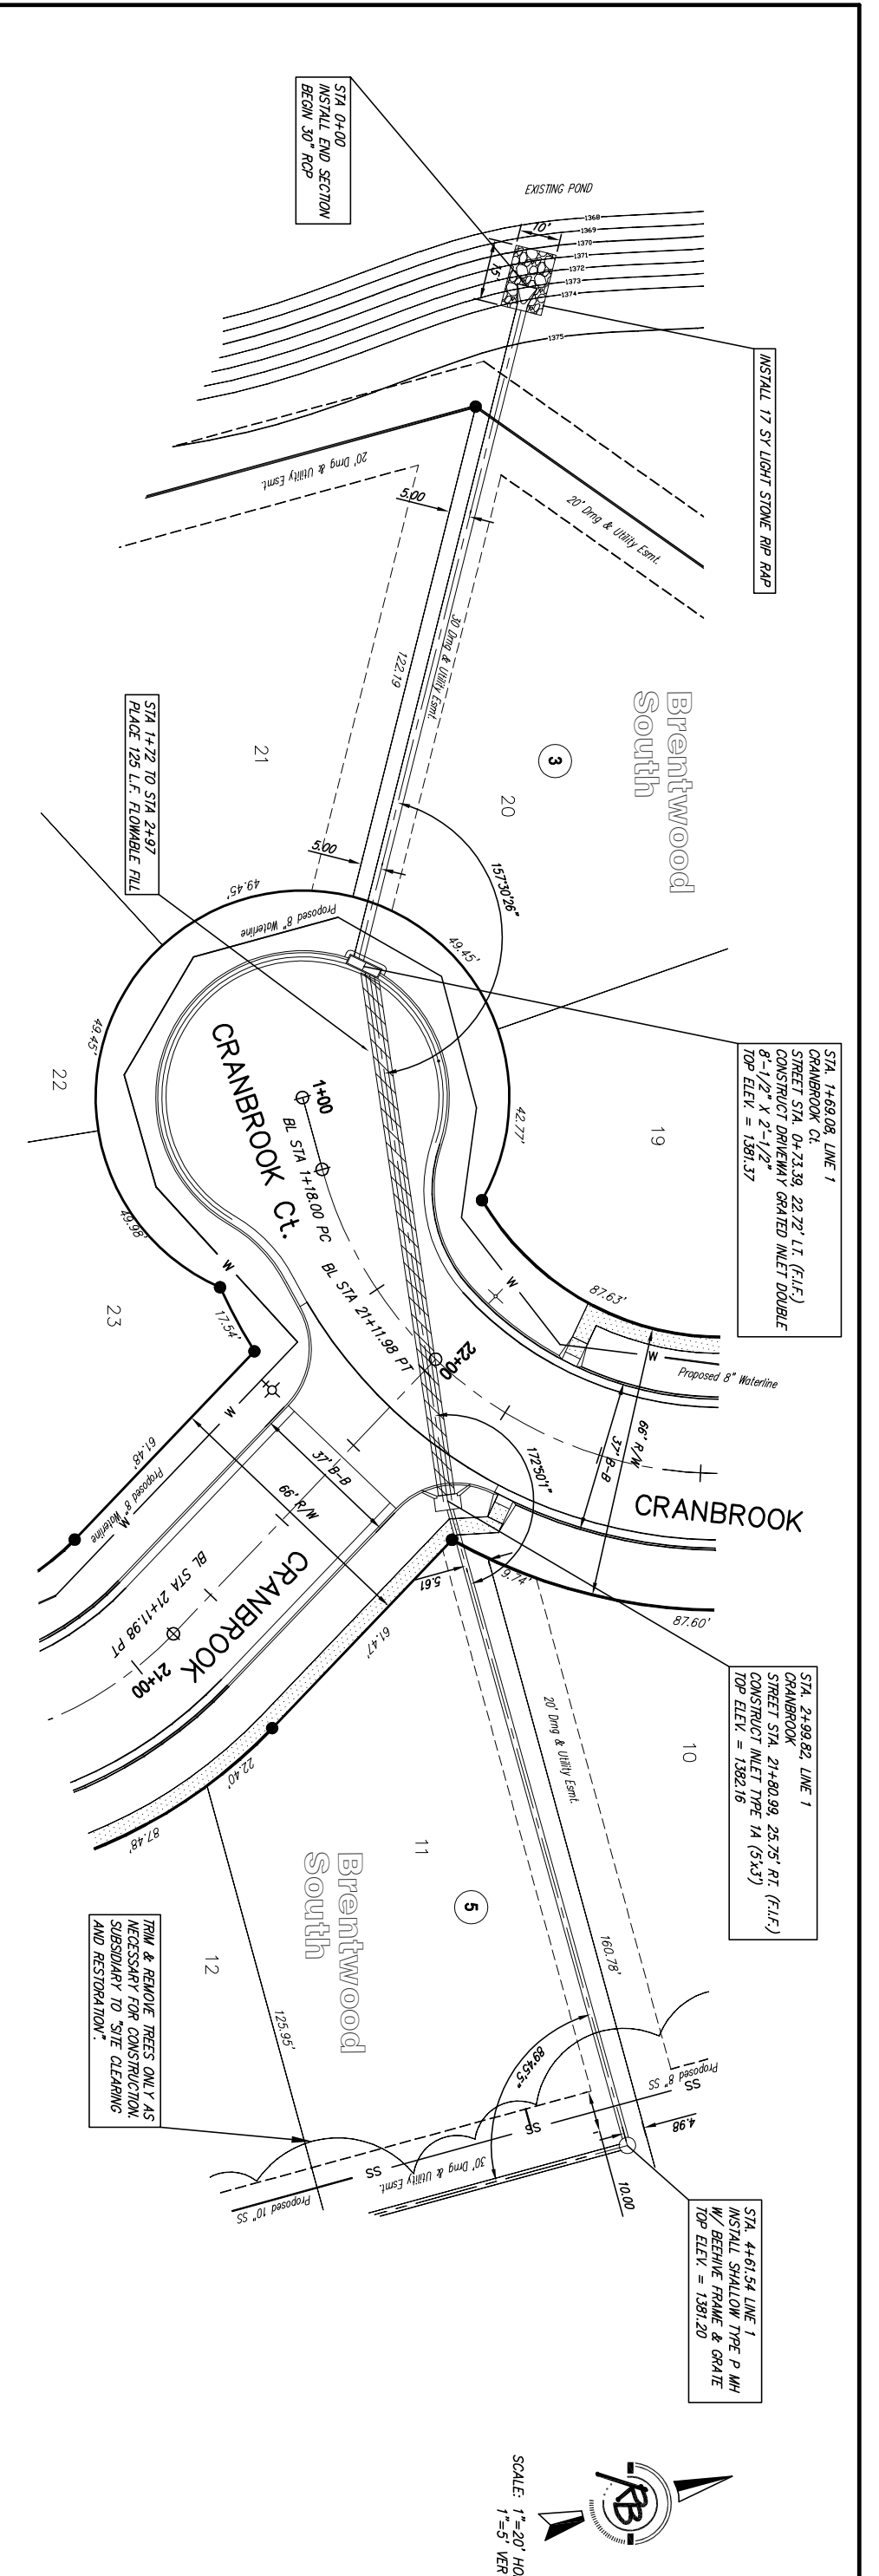 STA 0+00
INSTALL END SECTION
BEGIN 30" RCP
EXISTING POND
1368
1369
1370
1371
1372
1373
1374
1375
10'
15'
INSTALL 17 SY LIGHT STONE RIP RAP
20' Drng & Utility Esmt.
20' Drng & Utility Esmt.
5.00
30' Drng & Utility Esmt.
122.19
Brentwood
South
3
20
21
5.00
157°30'26"
STA 1+72 TO STA 2+97
PLACE 125 L.F. FLOWABLE FILL
49.45'
Proposed 8" Waterline
49.45'
49.45'
42.77'
22
19
STA. 1+69.08, LINE 1
CRANBROOK Ct.
STREET STA. 0+73.39, 22.72' LT. (F.I.F.)
CONSTRUCT DRIVEWAY GRATED INLET DOUBLE
8'-1/2" X 2'-1/2"
TOP ELEV. = 1381.37
CRANBROOK Ct.
1+00
BL STA 1+18.00 PC
BL STA 21+11.98 PT
22+00
49.98'
W
17.54'
23
W
87.63'
W
Proposed 8" Waterline
66' R/W
37' B-B
CRANBROOK
172°50'1"
W
61.48'
Proposed 8" Waterline
W
37' B-B
66' R/W
CRANBROOK
BL STA 21+11.98 PT
21+00
5.61
9.74'
87.60'
61.47'
22.40'
87.48'
STA. 2+99.82, LINE 1
CRANBROOK
STREET STA. 21+80.99, 25.75' RT. (F.I.F.)
CONSTRUCT INLET TYPE 1A (5'x3')
TOP ELEV. = 1382.16
20' Drng & Utility Esmt.
10
11
Brentwood
South
5
12
160.78'
125.95'
TRIM & REMOVE TREES ONLY AS
NECESSARY FOR CONSTRUCTION.
SUBSIDIARY TO "SITE CLEARING
AND RESTORATION".
89°45'5"
Proposed 8" SS
SS
SS
SS
4.98
30' Drng & Utility Esmt.
Proposed 10" SS
10.00
STA. 4+61.54 LINE 1
INSTALL SHALLOW TYPE P MH
W/ BEEHIVE FRAME & GRATE
TOP ELEV. = 1381.20
RB
SCALE: 1"=20' HO
1"=5' VER